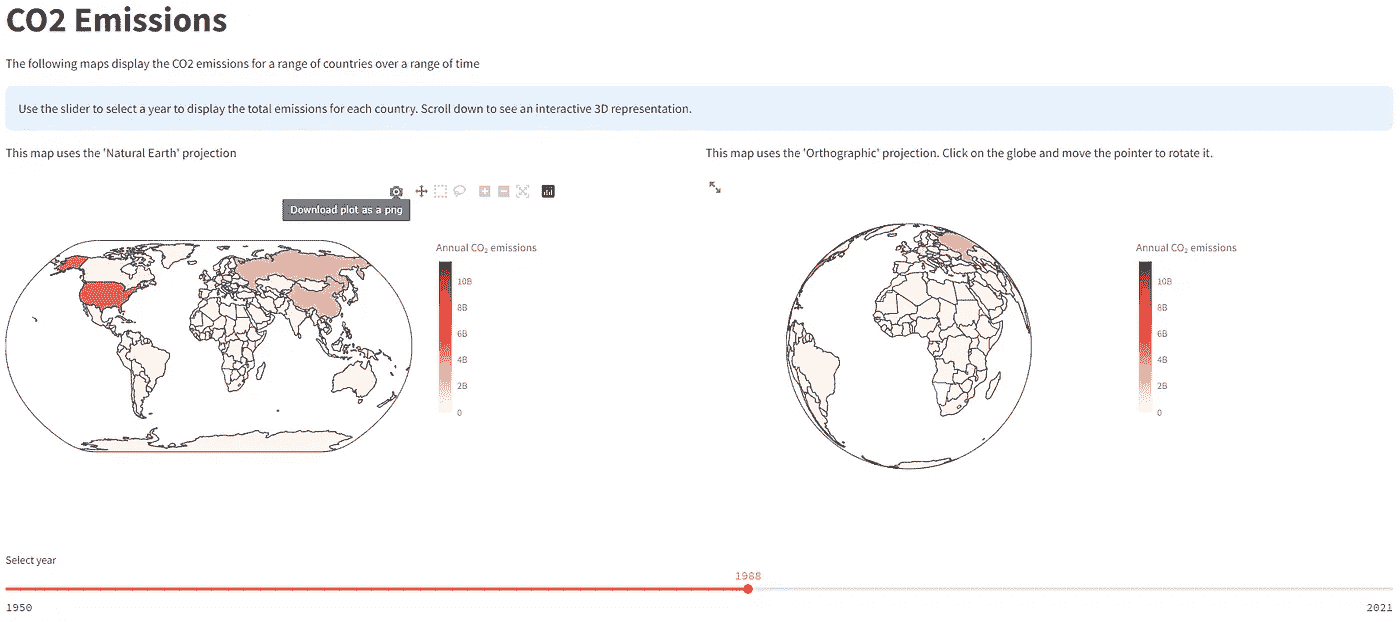 CO2 Emissions
The following maps display the CO2 emissions for a range of countries over a range of time
Use the slider to select a year to display the total emissions for each country. Scroll down to see an interactive 3D representation.
This map uses the 'Natural Earth' projection
This map uses the 'Orthographic' projection. Click on the globe and move the pointer to rotate it.
Download plot as a png
Annual CO₂ emissions
10B
8B
6B
4B
2B
0
Annual CO₂ emissions
10B
8B
6B
4B
2B
0
Select year
1988
1950
2021